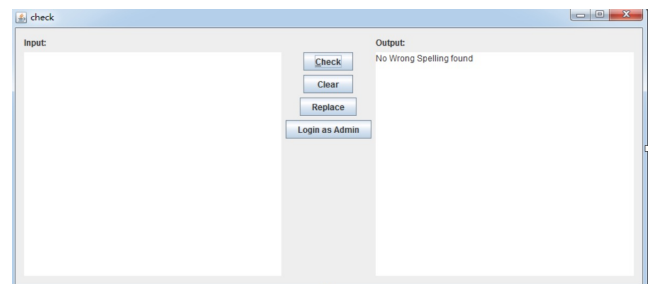 check
Input:
Output:
No Wrong Spelling found
Check
Clear
Replace
Login as Admin